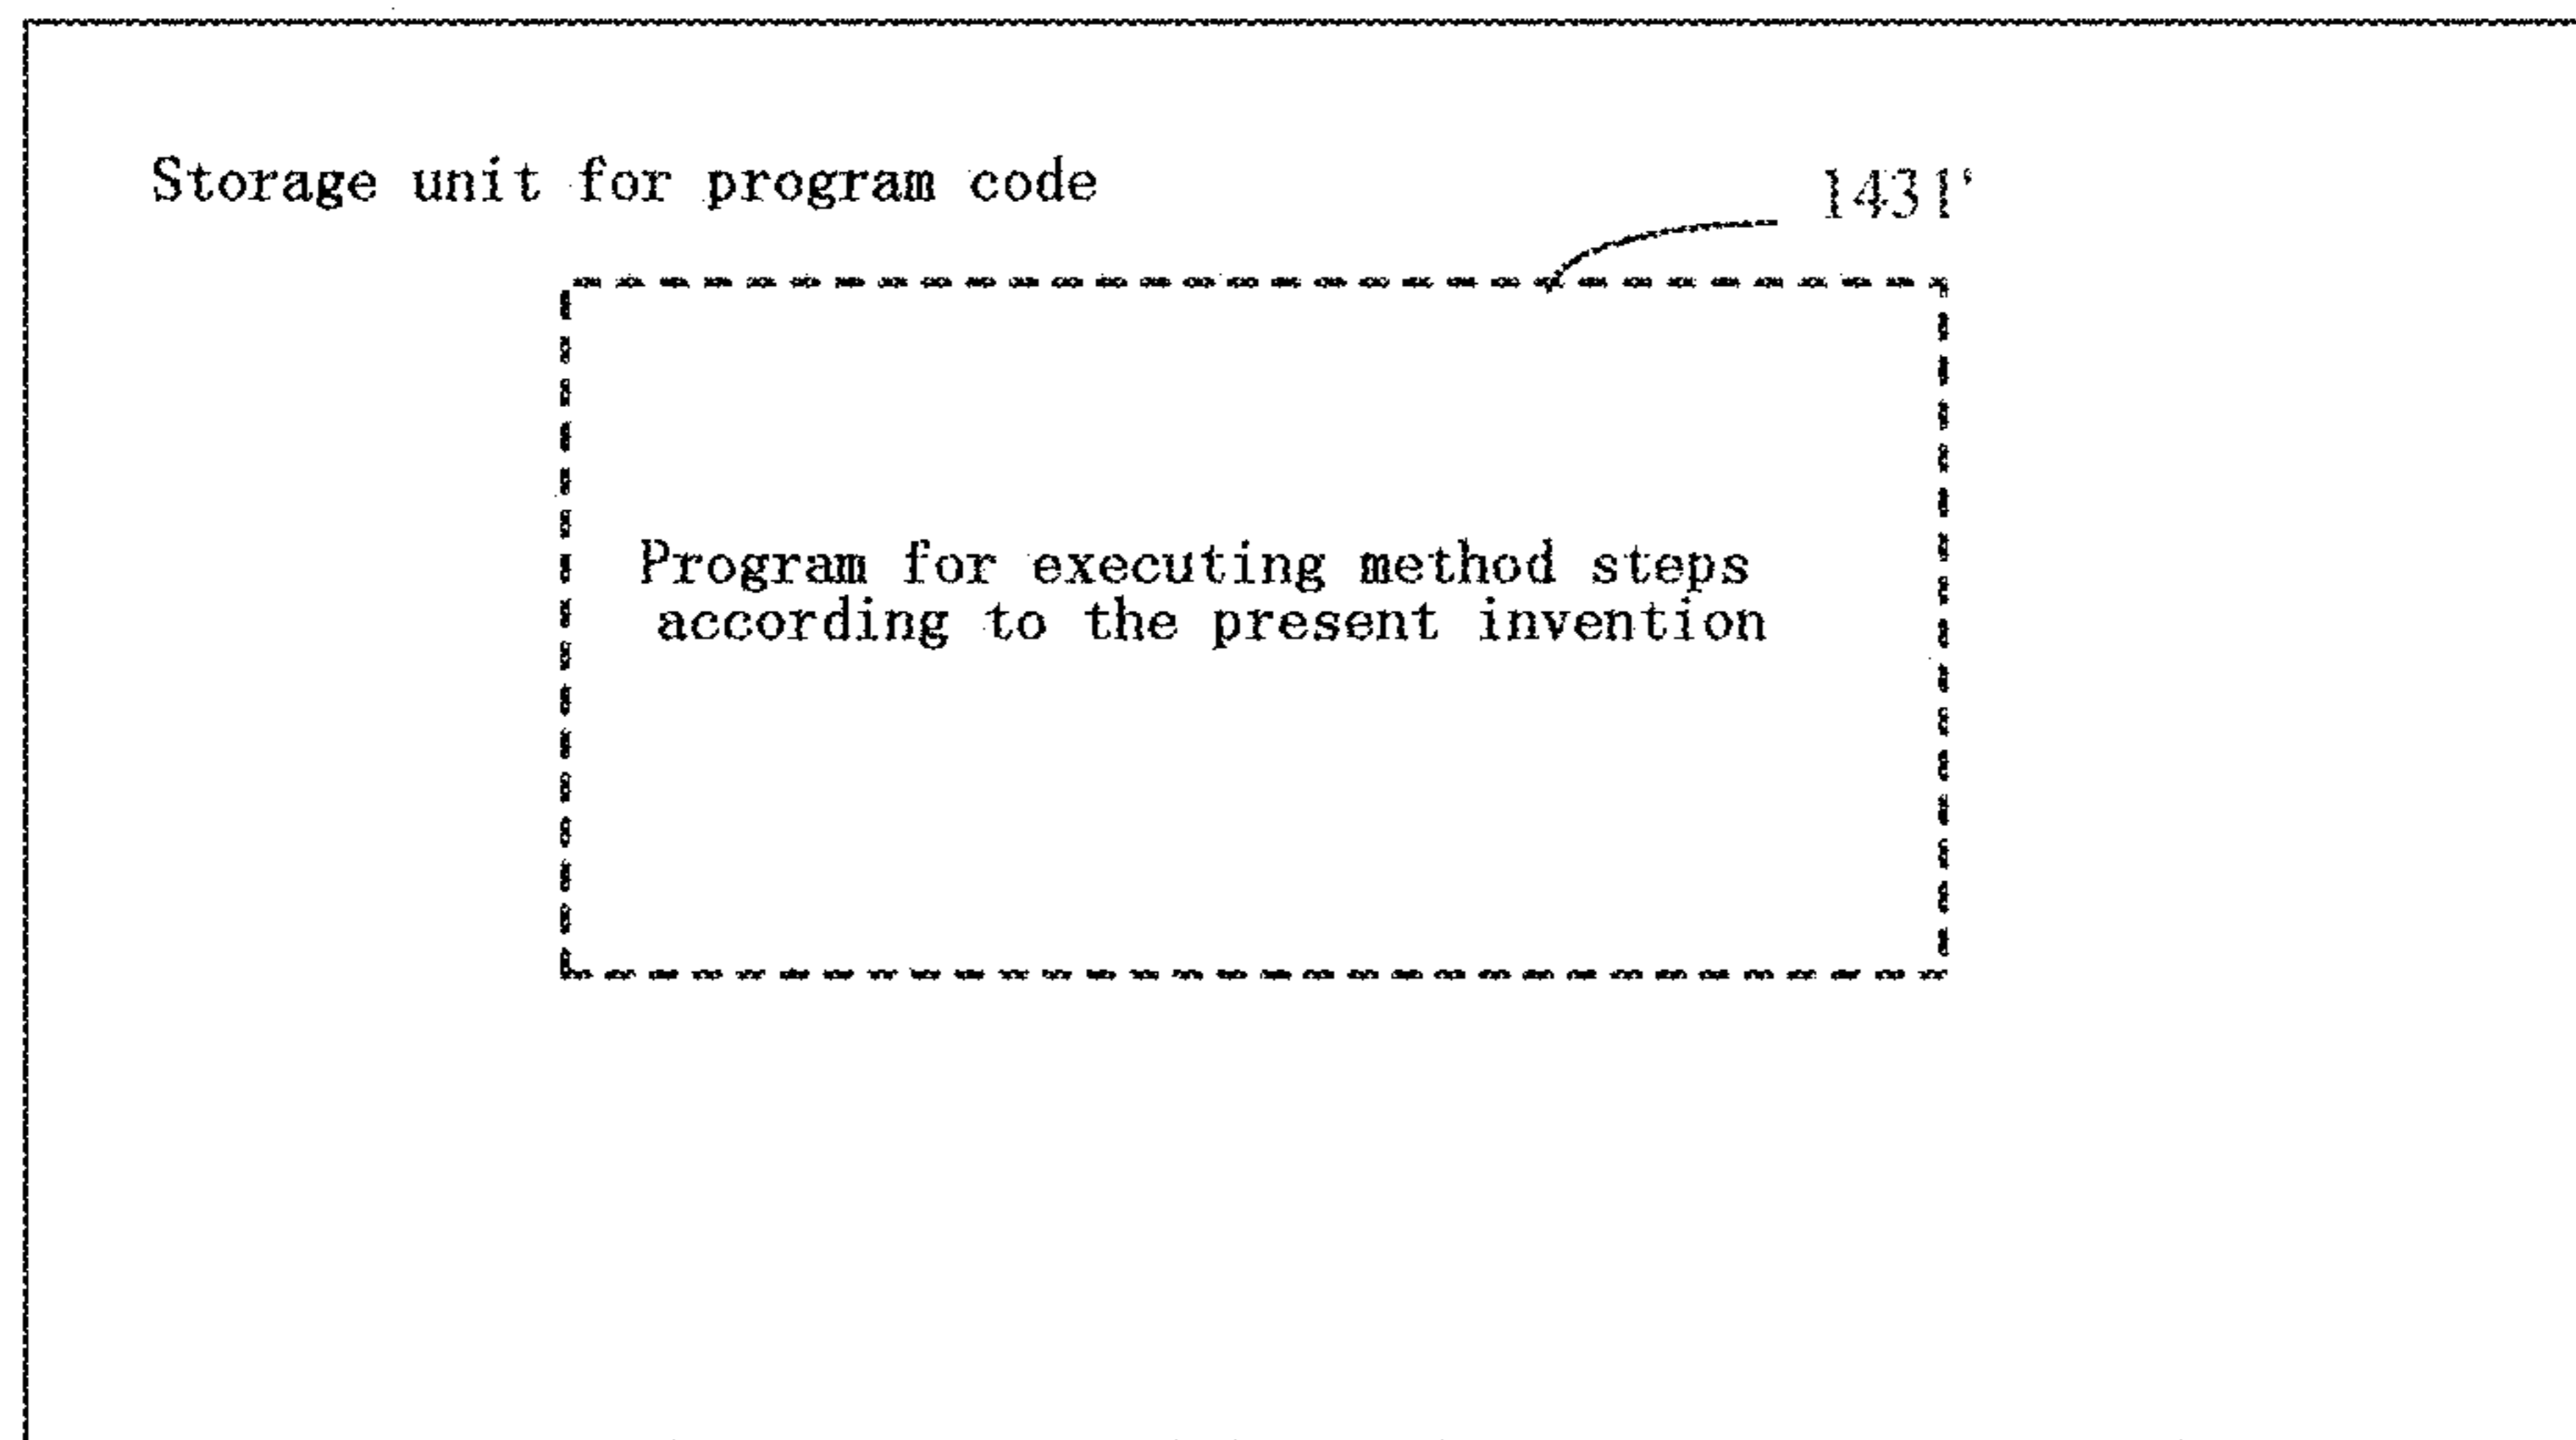 Storage unit for program code
1431'
Program for executing method steps
according to the present invention